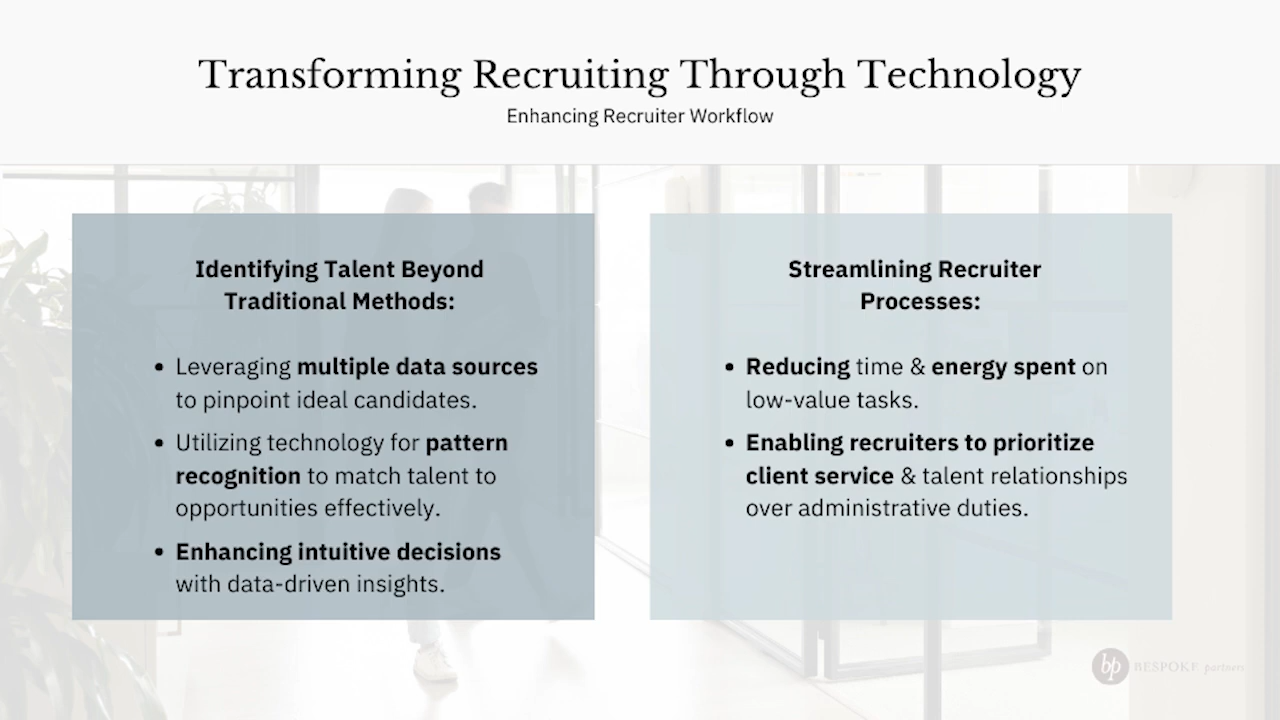 Transforming Recruiting Through Technology
Enhancing Recruiter Workflow
Identifying Talent Beyond
Traditional Methods:
• Leveraging multiple data sources
to pinpoint ideal candidates.
• Utilizing technology for pattern
recognition to match talent to
opportunities effectively.
• Enhancing intuitive decisions
with data-driven insights.
Streamlining Recruiter
Processes:
• Reducing time & energy spent on
low-value tasks.
• Enabling recruiters to prioritize
client service & talent relationships
over administrative duties.
bp BESPOKE partners